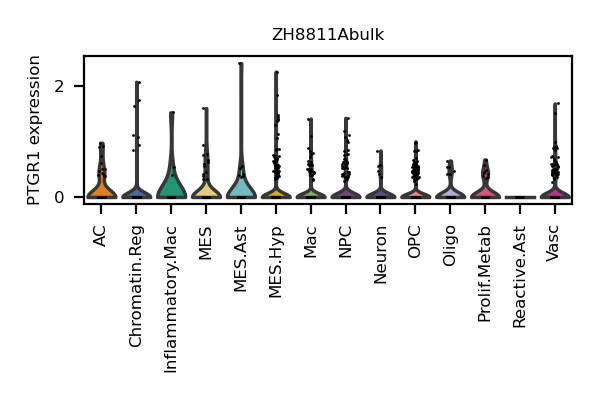 ZH8811Abulk
PTGR1 expression
2
0
AC
Chromatin.Reg
Inflammatory.Mac
MES
MES.Ast
MES.Hyp
Mac
NPC
Neuron
OPC
Oligo
Prolif.Metab
Reactive.Ast
Vasc